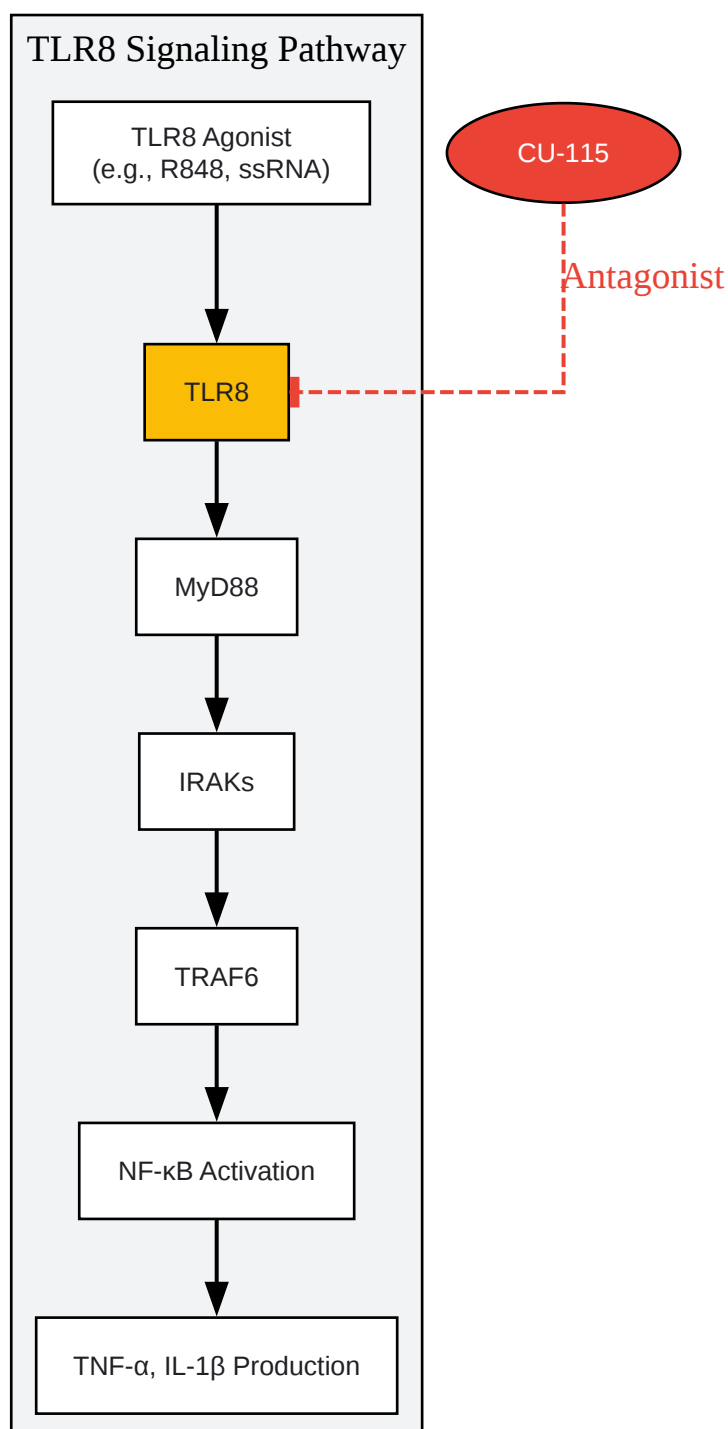 TLR8 Signaling Pathway
TLR8 Agonist
(e.g., R848, ssRNA)
CU-115
Antagonist
TLR8
MyD88
IRAKs
TRAF6
NF-κB Activation
TNF-α, IL-1β Production